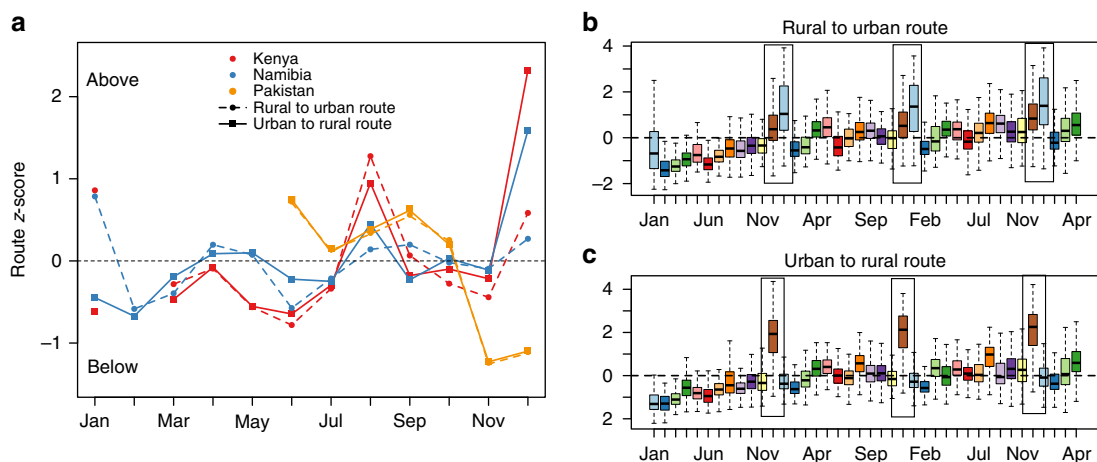 a
Above
Kenya
Namibia
Pakistan
Rural to urban route
Urban to rural route
Below
Route z-score
2
1
0
−1
Jan Mar May Jul Sep Nov
b
Rural to urban route
4
2
0
−2
Jan Jun Nov Apr Sep Feb Jul Nov Apr
c
Urban to rural route
4
2
0
2
Jan Jun Nov Apr Sep Feb Jul Nov Apr